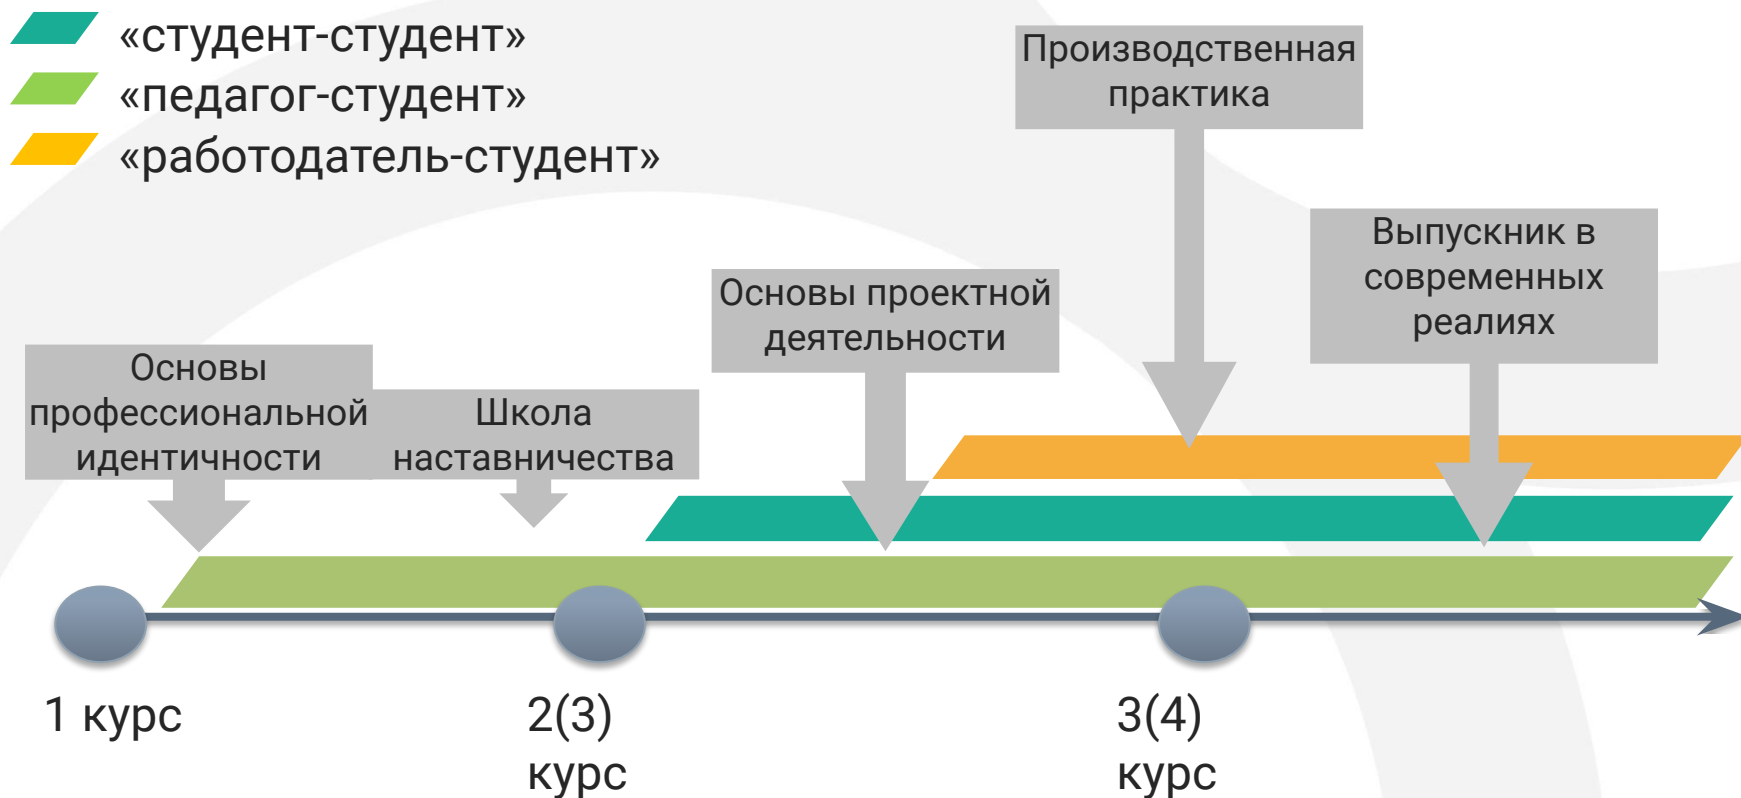 «студент-студент»
«педагог-студент»
«работодатель-студент»
Производственная
практика
Выпускник в
современных
реалиях
Основы проектной
деятельности
Основы
профессиональной
идентичности
Школа
наставничества
1 курс
2(3)
курс
3(4)
курс